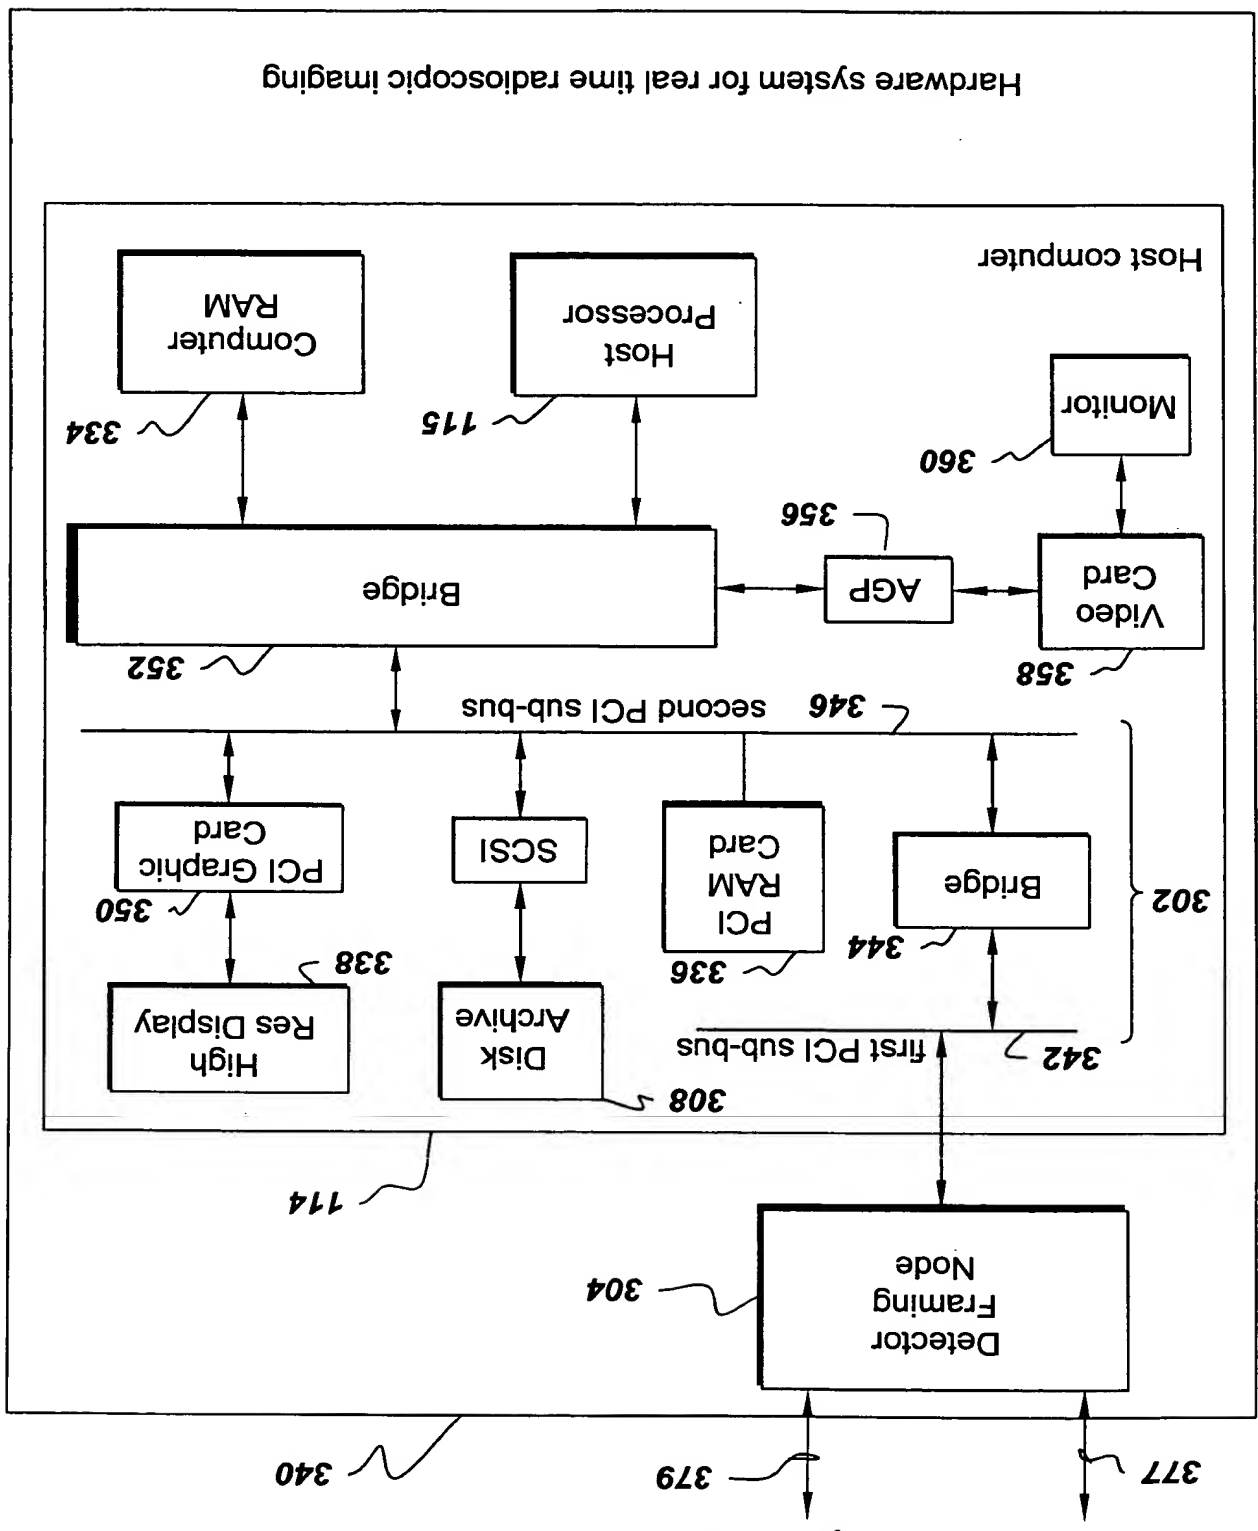 377
379
340
Detector
Framing
Node
304
114
first PCI sub-bus
342
308
Disk
Archive
High
Res Display
338
302
344
Bridge
336
PCI
RAM
Card
SCSI
350
PCI Graphic
Card
second PCI sub-bus
346
358
Video
Card
AGP
356
352
Bridge
360
Monitor
115
Host
Processor
334
Computer
RAM
Host computer
Hardware system for real time radioscopic imaging